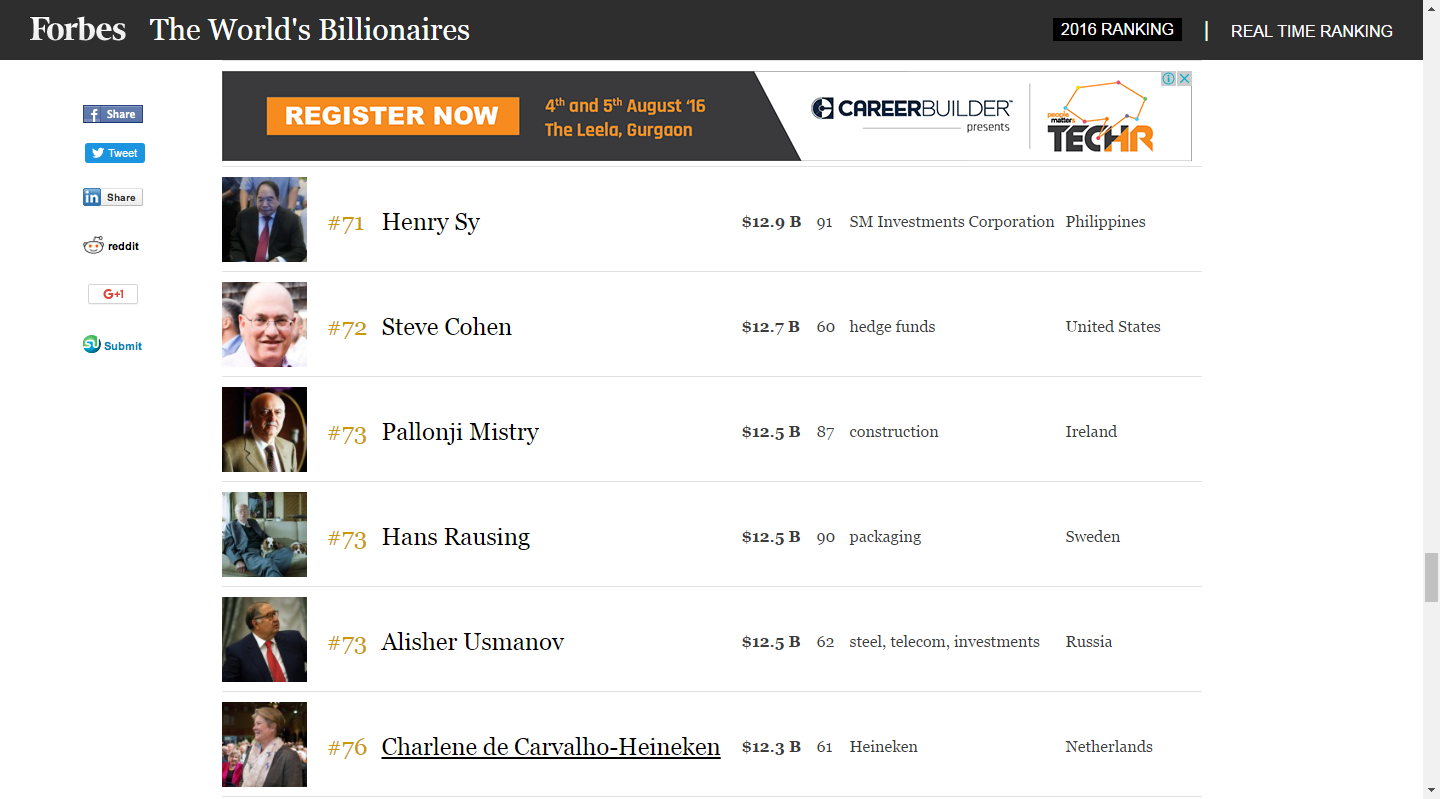 Forbes The World's Billionaires
2016 RANKING | REAL TIME RANKING
Share
Tweet
Share
reddit
G+1
Submit
REGISTER NOW
4th and 5th August '16
The Leela, Gurgaon
CAREERBUILDER™
presents
people
matters
TECHR
#71 Henry Sy $12.9 B 91 SM Investments Corporation Philippines
#72 Steve Cohen $12.7 B 60 hedge funds United States
#73 Pallonji Mistry $12.5 B 87 construction Ireland
#73 Hans Rausing $12.5 B 90 packaging Sweden
#73 Alisher Usmanov $12.5 B 62 steel, telecom, investments Russia
#76 Charlene de Carvalho-Heineken $12.3 B 61 Heineken Netherlands